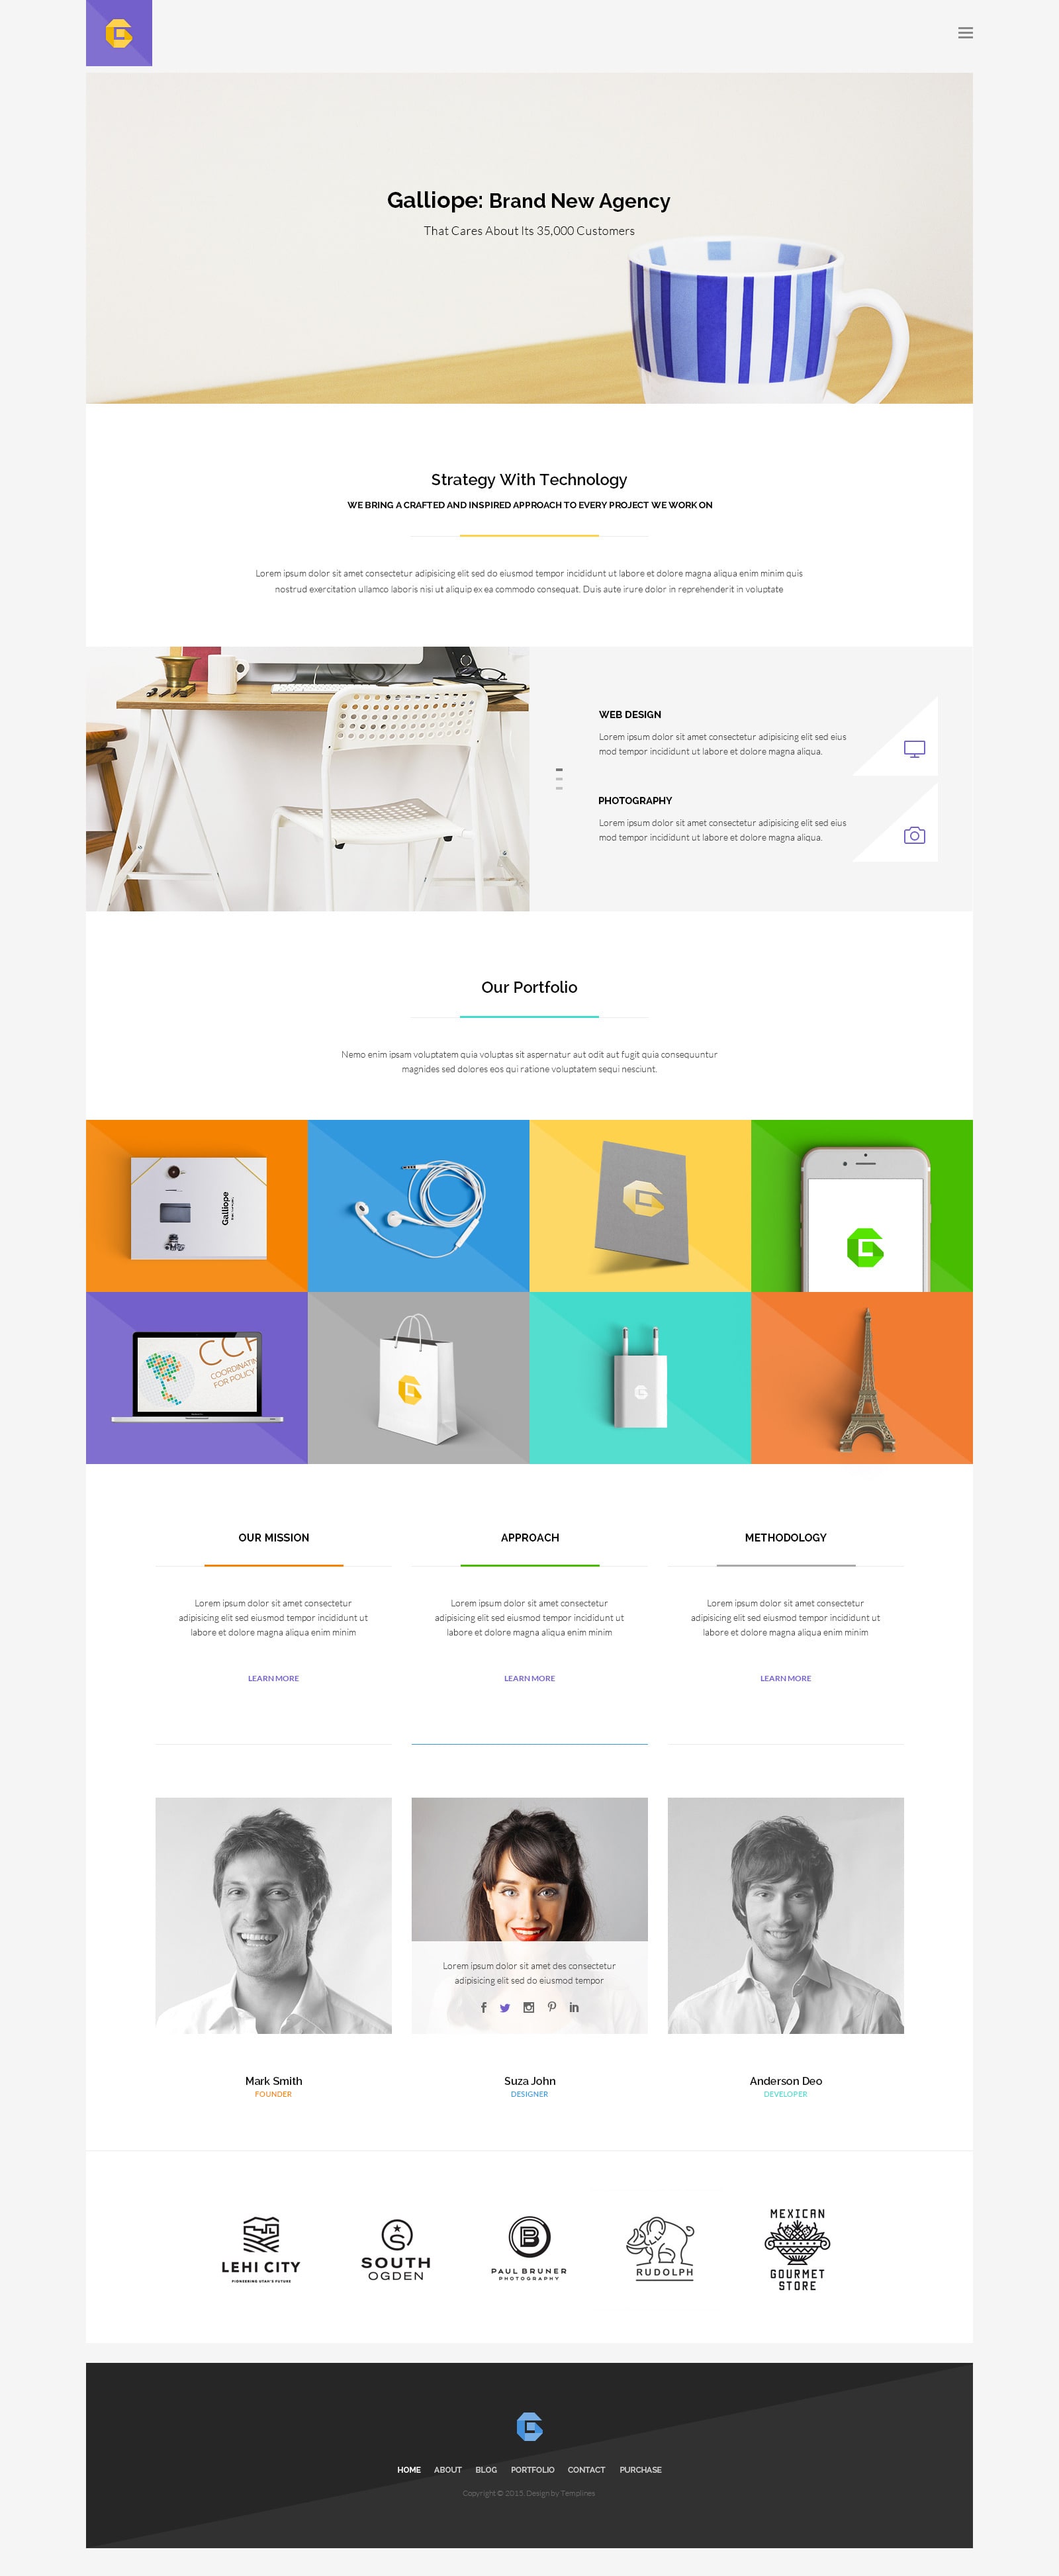 Galliope: Brand New Agency
That Cares About Its 35,000 Customers
Strategy With Technology
WE BRING A CRAFTED AND INSPIRED APPROACH TO EVERY PROJECT WE WORK ON
Lorem ipsum dolor sit amet consectetur adipisicing elit sed do eiusmod tempor incididunt ut labore et dolore magna aliqua enim minim quis
nostrud exercitation ullamco laboris nisi ut aliquip ex ea commodo consequat. Duis aute irure dolor in reprehenderit in voluptate
WEB DESIGN
Lorem ipsum dolor sit amet consectetur adipisicing elit sed eius
mod tempor incididunt ut labore et dolore magna aliqua.
PHOTOGRAPHY
Lorem ipsum dolor sit amet consectetur adipisicing elit sed eius
mod tempor incididunt ut labore et dolore magna aliqua.
Our Portfolio
Nemo enim ipsam voluptatem quia voluptas sit aspernatur aut odit aut fugit quia consequuntur
magnides sed dolores eos qui ratione voluptatem sequi nesciunt.
Galliope
CCF
COORDINATIN
FOR POLICY
OUR MISSION
Lorem ipsum dolor sit amet consectetur
adipisicing elit sed eiusmod tempor incididunt ut
labore et dolore magna aliqua enim minim
LEARN MORE
APPROACH
Lorem ipsum dolor sit amet consectetur
adipisicing elit sed eiusmod tempor incididunt ut
labore et dolore magna aliqua enim minim
LEARN MORE
METHODOLOGY
Lorem ipsum dolor sit amet consectetur
adipisicing elit sed eiusmod tempor incididunt ut
labore et dolore magna aliqua enim minim
LEARN MORE
Lorem ipsum dolor sit amet des consectetur
adipisicing elit sed do eiusmod tempor
Mark Smith
FOUNDER
Suza John
DESIGNER
Anderson Deo
DEVELOPER
LEHI CITY
PIONEERING UTAH'S FUTURE
SOUTH
OGDEN
B
PAUL BRUNER
PHOTOGRAPHY
RUDOLPH
MEXICAN
GOURMET
STORE
HOME ABOUT BLOG PORTFOLIO CONTACT PURCHASE
Copyright © 2015. Design by Templines